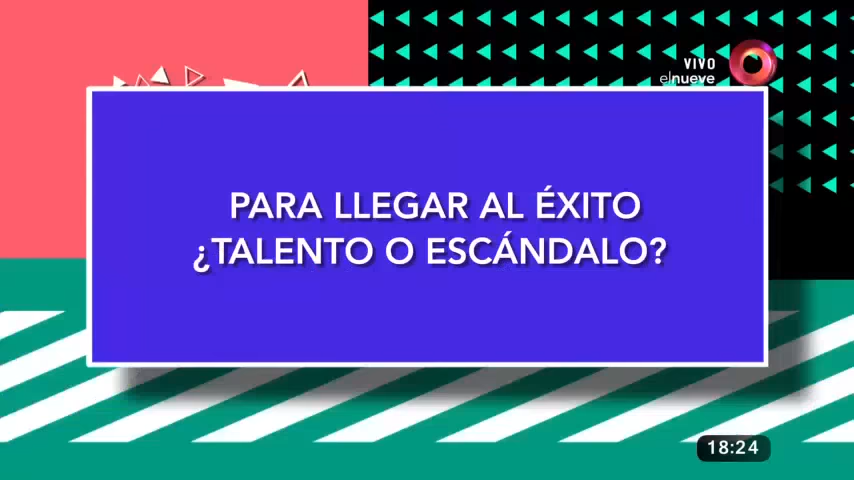 VIVO
elnueve
PARA LLEGAR AL ÉXITO
¿TALENTO O ESCÁNDALO?
18:24